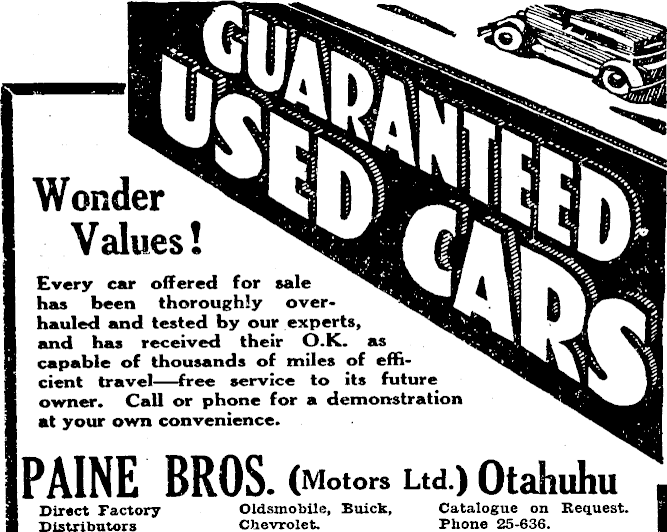 GUARANTEED
USED CARS
Wonder
Values!
Every car offered for sale
has been thoroughly over-
hauled and tested by our experts,
and has received their O.K. as
capable of thousands of miles of effi-
cient travel—free service to its future
owner. Call or phone for a demonstration
at your own convenience.
PAINE BROS. (Motors Ltd.) Otahuhu
Direct Factory Oldsmobile, Buick, Catalogue on Request.
Distributors Chevrolet. Phone 25-636.